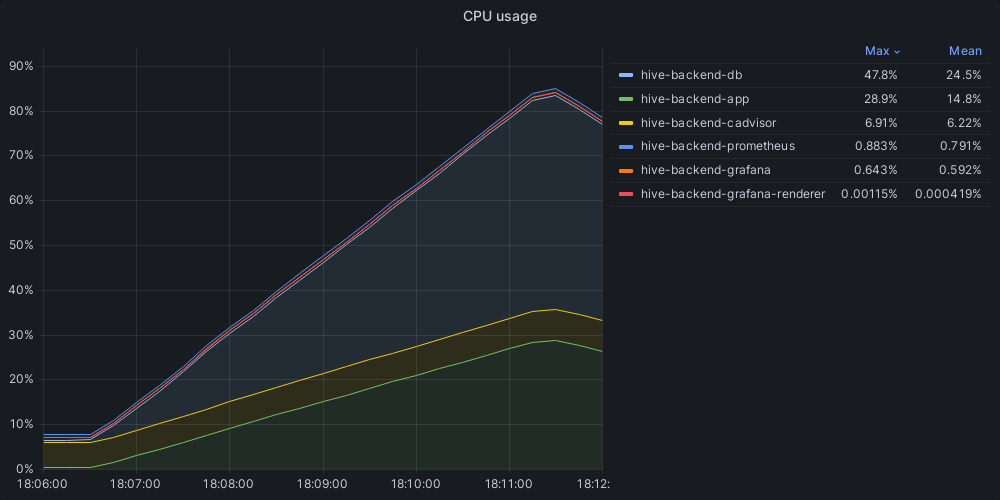 CPU usage
Max Mean
90%
80%
70%
60%
50%
40%
30%
20%
10%
0%
18:06:00 18:07:00 18:08:00 18:09:00 18:10:00 18:11:00 18:12:
hive-backend-db 47.8% 24.5%
hive-backend-app 28.9% 14.8%
hive-backend-cadvisor 6.91% 6.22%
hive-backend-prometheus 0.883% 0.791%
hive-backend-grafana 0.643% 0.592%
hive-backend-grafana-renderer 0.00115% 0.000419%